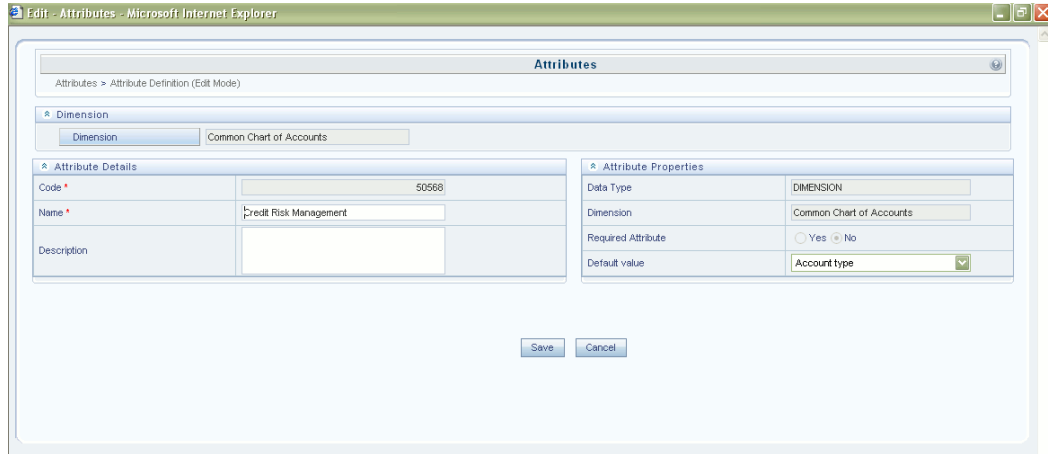 Edit - Attributes - Microsoft Internet Explorer
Attributes
Attributes > Attribute Definition (Edit Mode)
Dimension
Dimension Common Chart of Accounts
Attribute Details
Code * 50568
Name * Credit Risk Management
Description
Attribute Properties
Data Type DIMENSION
Dimension Common Chart of Accounts
Required Attribute Yes No
Default value Account type
Save Cancel